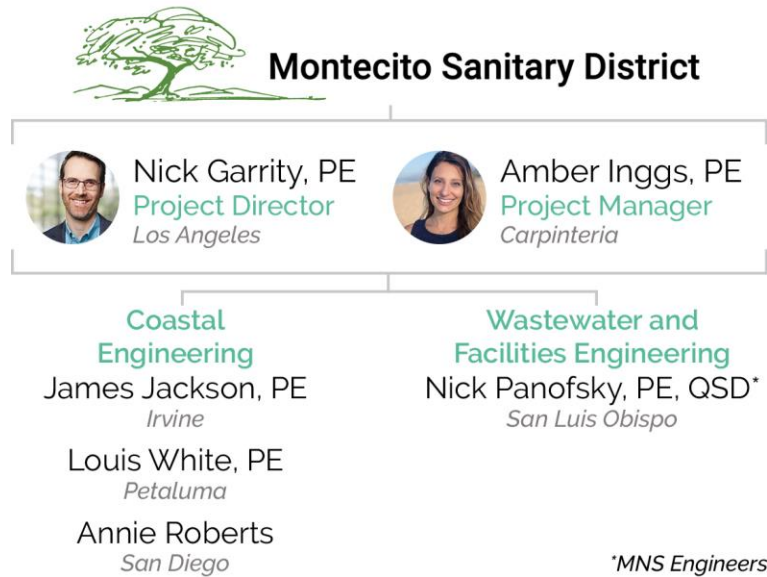 Montecito Sanitary District
Nick Garrity, PE
Project Director
Los Angeles
Amber Inggs, PE
Project Manager
Carpinteria
Coastal
Engineering
James Jackson, PE
Irvine
Louis White, PE
Petaluma
Annie Roberts
San Diego
Wastewater and
Facilities Engineering
Nick Panofsky, PE, QSD*
San Luis Obispo
*MNS Engineers